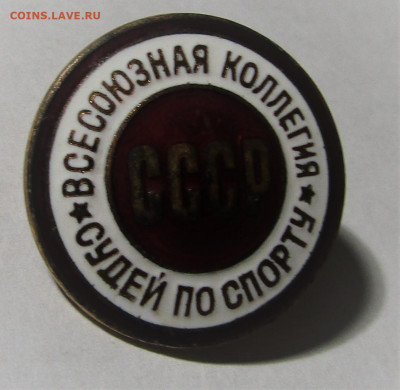 COINS.LAVE.RU
ВСЕСОЮЗНАЯ КОЛЛЕГИЯ
СССР
★ СУДЕЙ ПО СПОРТУ ★